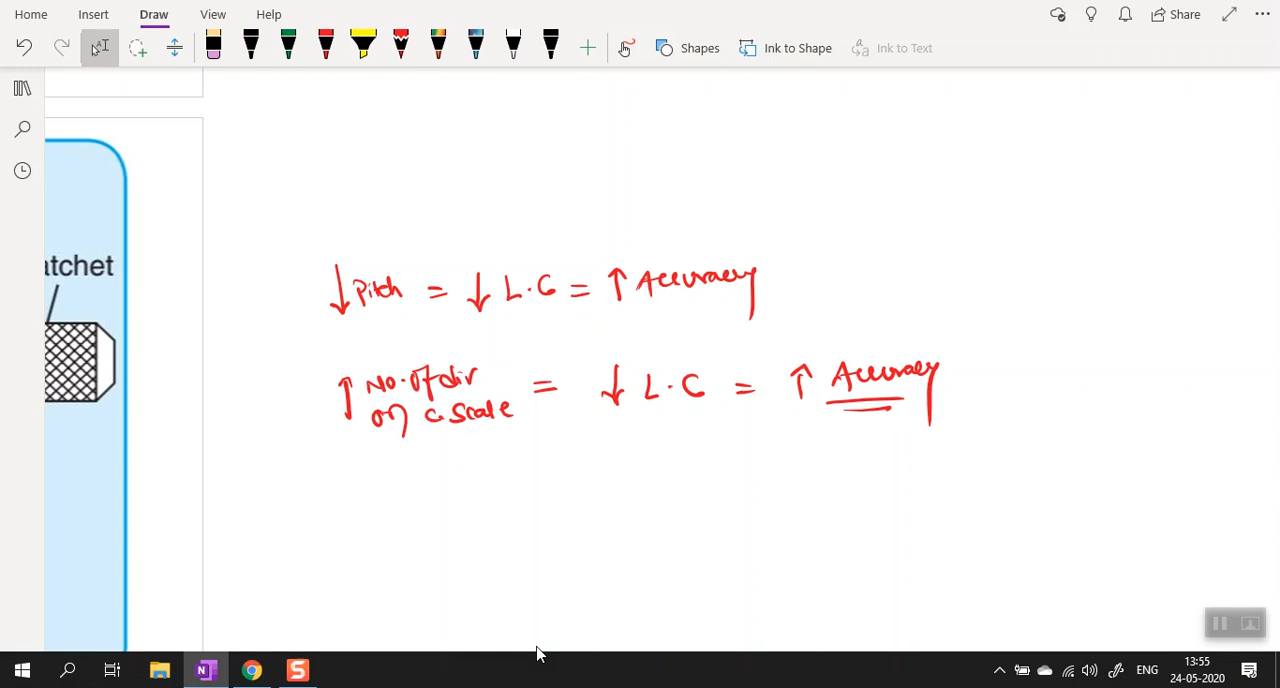 Home Insert Draw View Help
Share
Shapes Ink to Shape Ink to Text
atchet
↓ Pitch = ↓ L.C = ↑ Accuracy
↑ No. of div = ↓ L.C = ↑ Accuracy
on c.scale
ENG 13:55
24-05-2020